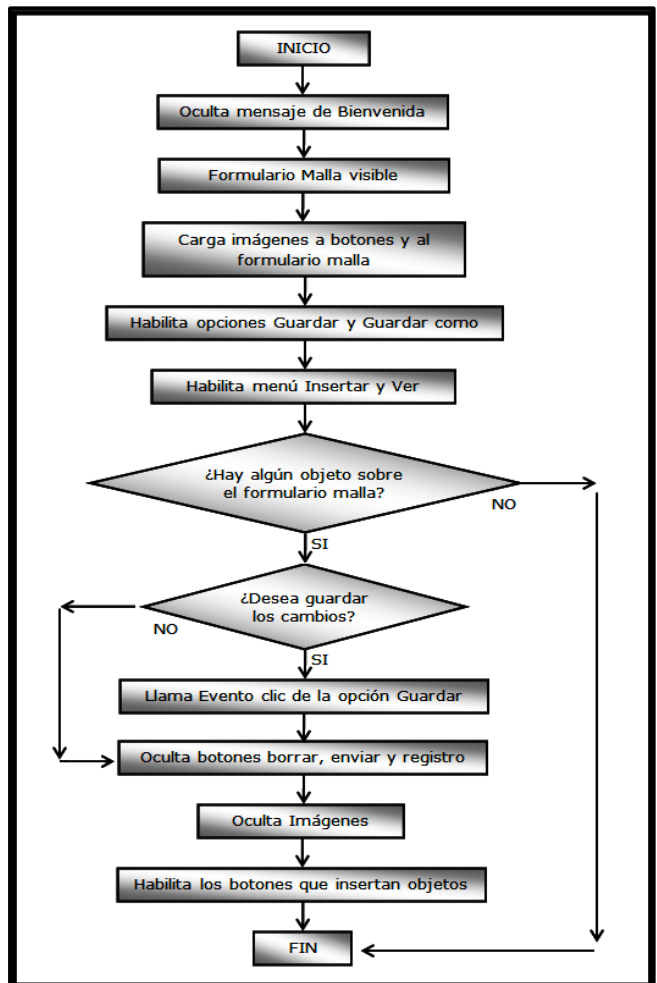 INICIO
Oculta mensaje de Bienvenida
Formulario Malla visible
Carga imágenes a botones y al
formulario malla
Habilita opciones Guardar y Guardar como
Habilita menú Insertar y Ver
¿Hay algún objeto sobre
el formulario malla?
NO
SI
¿Desea guardar
los cambios?
NO
SI
Llama Evento clic de la opción Guardar
Oculta botones borrar, enviar y registro
Oculta Imágenes
Habilita los botones que insertan objetos
FIN